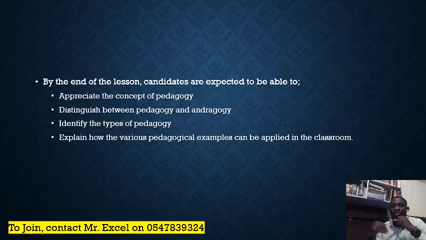 By the end of the lesson, candidates are expected to be able to;
Appreciate the concept of pedagogy
Distinguish between pedagogy and andragogy
Identify the types of pedagogy
Explain how the various pedagogical examples can be applied in the classroom.
To Join, contact Mr. Excel on 0547839324